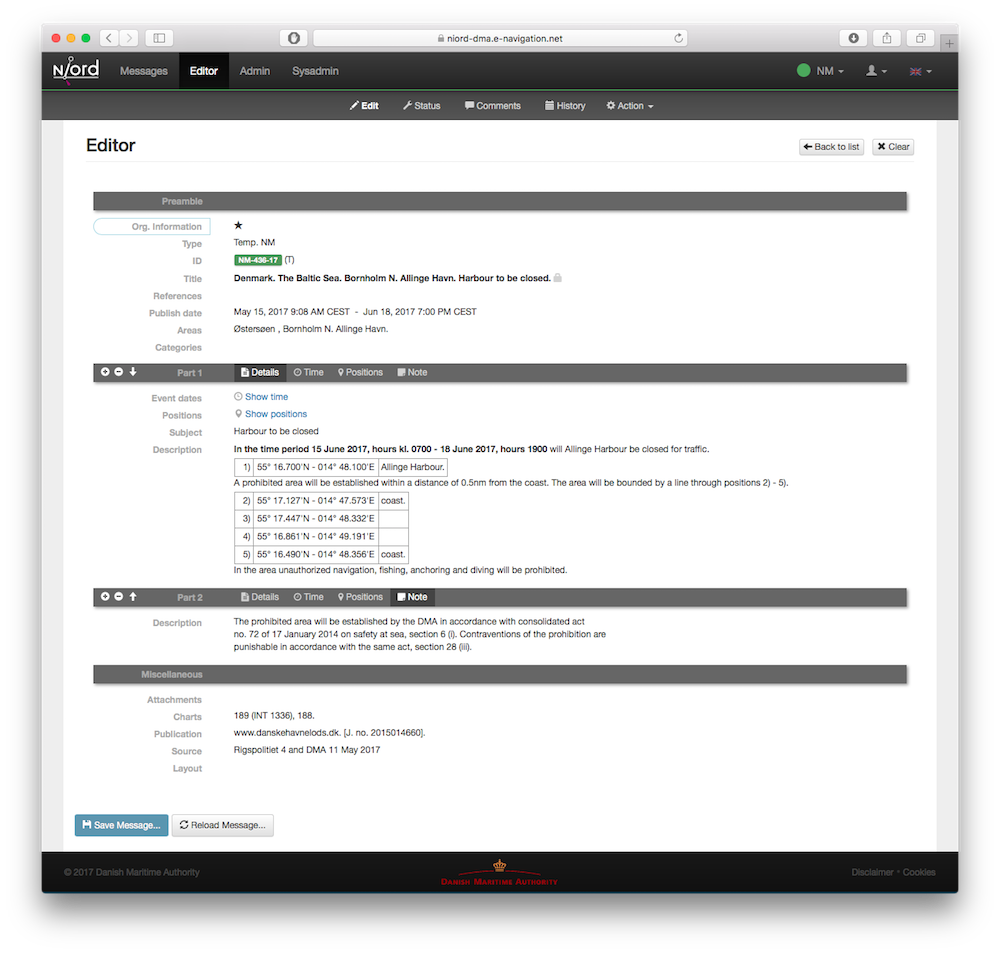 niord-dma.e-navigation.net
Niord Messages Editor Admin Sysadmin NM
Edit Status Comments History Action
Editor Back to list Clear
Preamble
Org. Information ★
Type Temp. NM
ID NM-436-17 (T)
Title Denmark. The Baltic Sea. Bornholm N. Allinge Havn. Harbour to be closed.
References
Publish date May 15, 2017 9:08 AM CEST - Jun 18, 2017 7:00 PM CEST
Areas Østersøen , Bornholm N. Allinge Havn.
Categories
Part 1 Details Time Positions Note
Event dates Show time
Positions Show positions
Subject Harbour to be closed
Description In the time period 15 June 2017, hours kl. 0700 - 18 June 2017, hours 1900 will Allinge Harbour be closed for traffic.
1) 55° 16.700'N - 014° 48.100'E Allinge Harbour.
A prohibited area will be established within a distance of 0.5nm from the coast. The area will be bounded by a line through positions 2) - 5).
2) 55° 17.127'N - 014° 47.573'E coast.
3) 55° 17.447'N - 014° 48.332'E
4) 55° 16.861'N - 014° 49.191'E
5) 55° 16.490'N - 014° 48.356'E coast.
In the area unauthorized navigation, fishing, anchoring and diving will be prohibited.
Part 2 Details Time Positions Note
Description The prohibited area will be established by the DMA in accordance with consolidated act
no. 72 of 17 January 2014 on safety at sea, section 6 (i). Contraventions of the prohibition are
punishable in accordance with the same act, section 28 (iii).
Miscellaneous
Attachments
Charts 189 (INT 1336), 188.
Publication www.danskehavnelods.dk. [J. no. 2015014660].
Source Rigspolitiet 4 and DMA 11 May 2017
Layout
Save Message... Reload Message...
© 2017 Danish Maritime Authority DANISH MARITIME AUTHORITY Disclaimer • Cookies